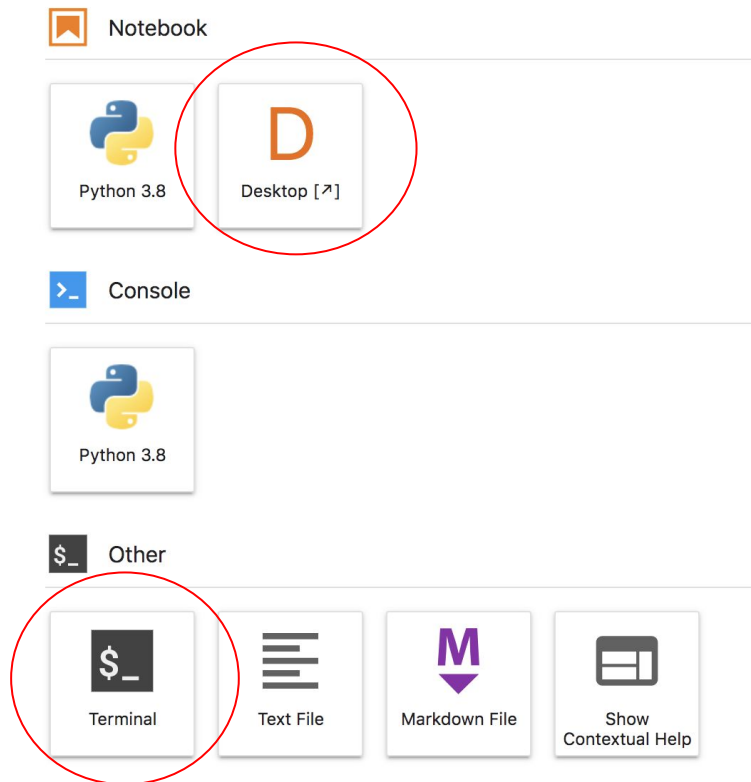 Notebook
Python 3.8
D
Desktop [↗]
Console
Python 3.8
$_ Other
$_
Terminal
Text File
M
Markdown File
Show
Contextual Help